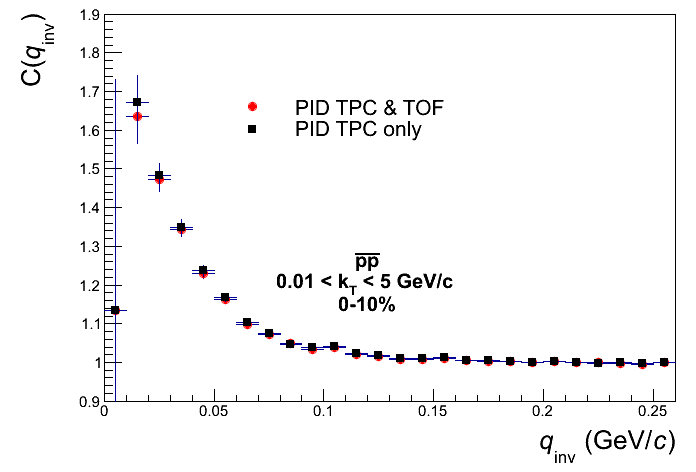 C(q_inv)
1.9
1.8
1.7
1.6
1.5
1.4
1.3
1.2
1.1
1
0.9
PID TPC & TOF
PID TPC only
p̅p̅
0.01 < k_T < 5 GeV/c
0-10%
0 0.05 0.1 0.15 0.2 0.25
q_inv (GeV/c)